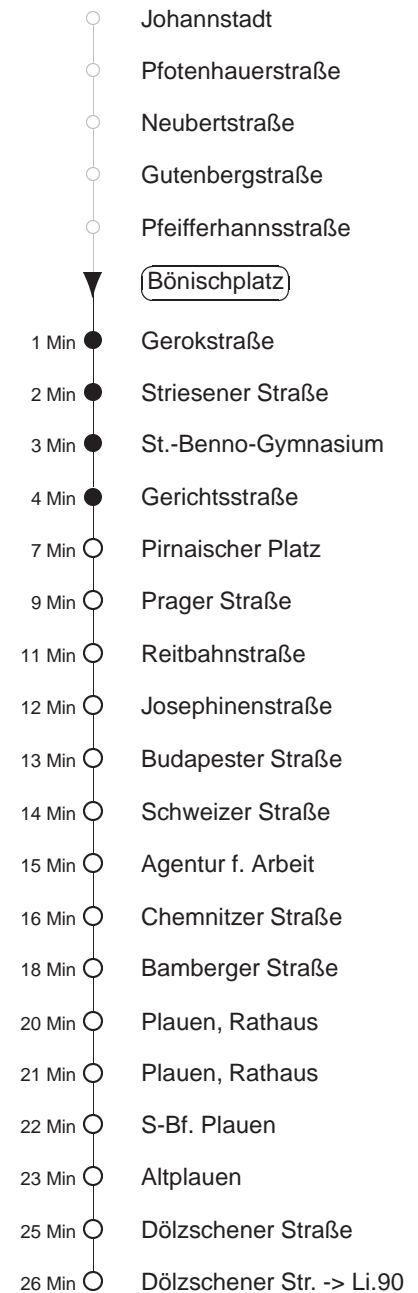 Johannstadt
Pfotenhauerstraße
Neubertstraße
Gutenbergstraße
Pfeifferhannsstraße
Bönischplatz
1 Min Gerokstraße
2 Min Striesener Straße
3 Min St.-Benno-Gymnasium
4 Min Gerichtsstraße
7 Min Pirnaischer Platz
9 Min Prager Straße
11 Min Reitbahnstraße
12 Min Josephinenstraße
13 Min Budapester Straße
14 Min Schweizer Straße
15 Min Agentur f. Arbeit
16 Min Chemnitzer Straße
18 Min Bamberger Straße
20 Min Plauen, Rathaus
21 Min Plauen, Rathaus
22 Min S-Bf. Plauen
23 Min Altplauen
25 Min Dölzschener Straße
26 Min Dölzschener Str. -> Li.90